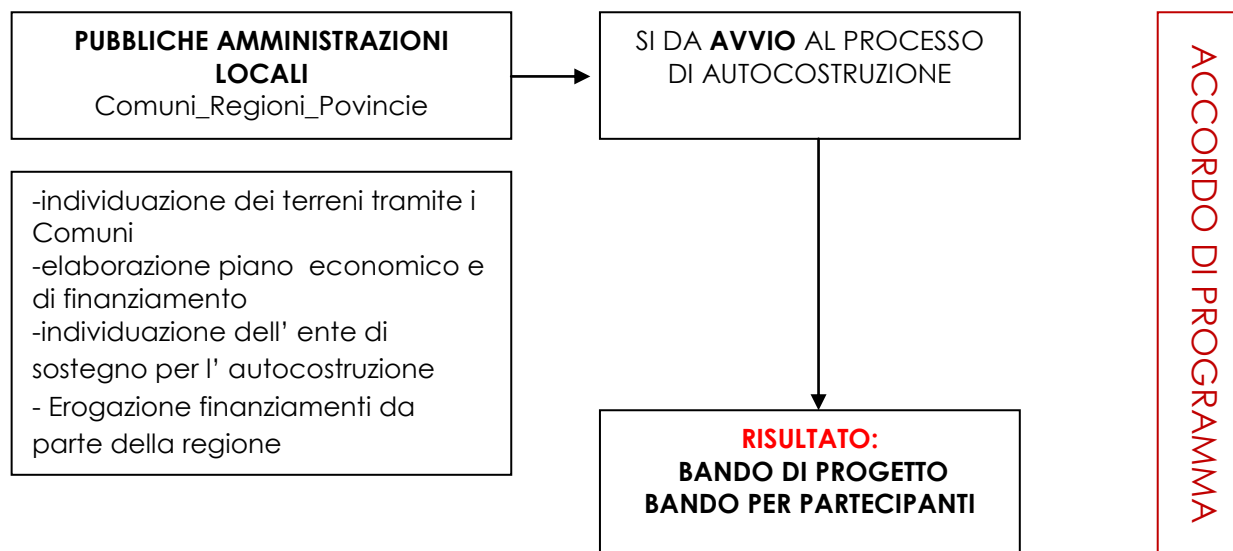 PUBBLICHE AMMINISTRAZIONI
LOCALI
Comuni_Regioni_Povincie
SI DA AVVIO AL PROCESSO
DI AUTOCOSTRUZIONE
-individuazione dei terreni tramite i
Comuni
-elaborazione piano economico e
di finanziamento
-individuazione dell' ente di
sostegno per l' autocostruzione
- Erogazione finanziamenti da
parte della regione
RISULTATO:
BANDO DI PROGETTO
BANDO PER PARTECIPANTI
ACCORDO DI PROGRAMMA